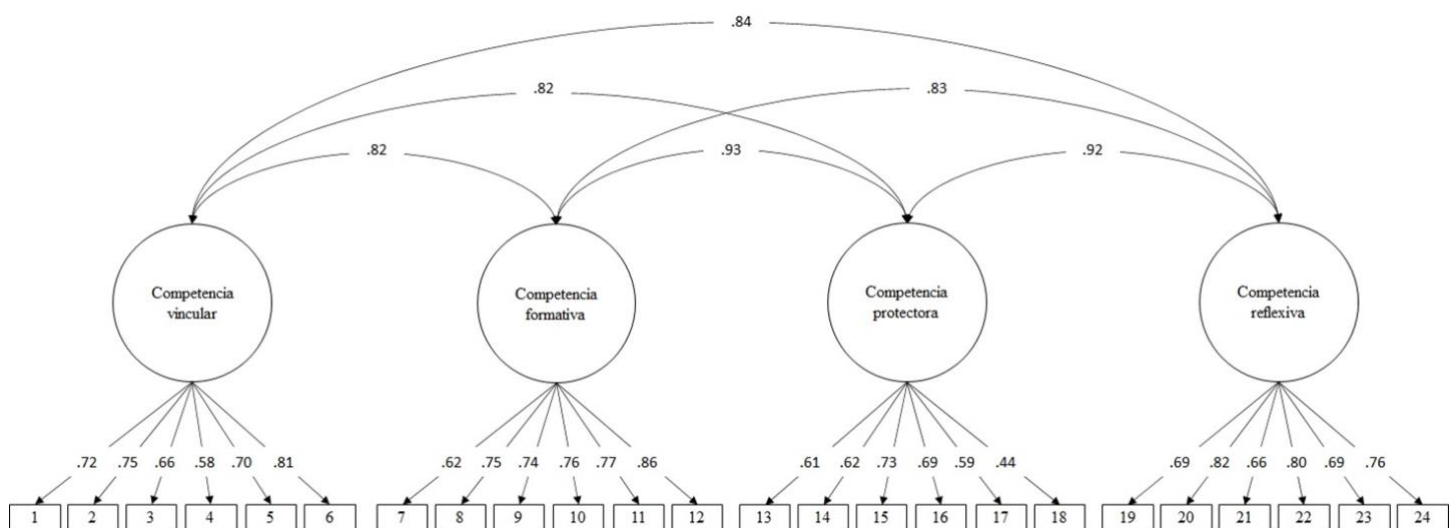 .84
.82 .83
.82 .93 .92
Competencia
vincular
Competencia
formativa
Competencia
protectora
Competencia
reflexiva
.72 .75 .66 .58 .70 .81 .62 .75 .74 .76 .77 .86 .61 .62 .73 .69 .59 .44 .69 .82 .66 .80 .69 .76
1 2 3 4 5 6 7 8 9 10 11 12 13 14 15 16 17 18 19 20 21 22 23 24